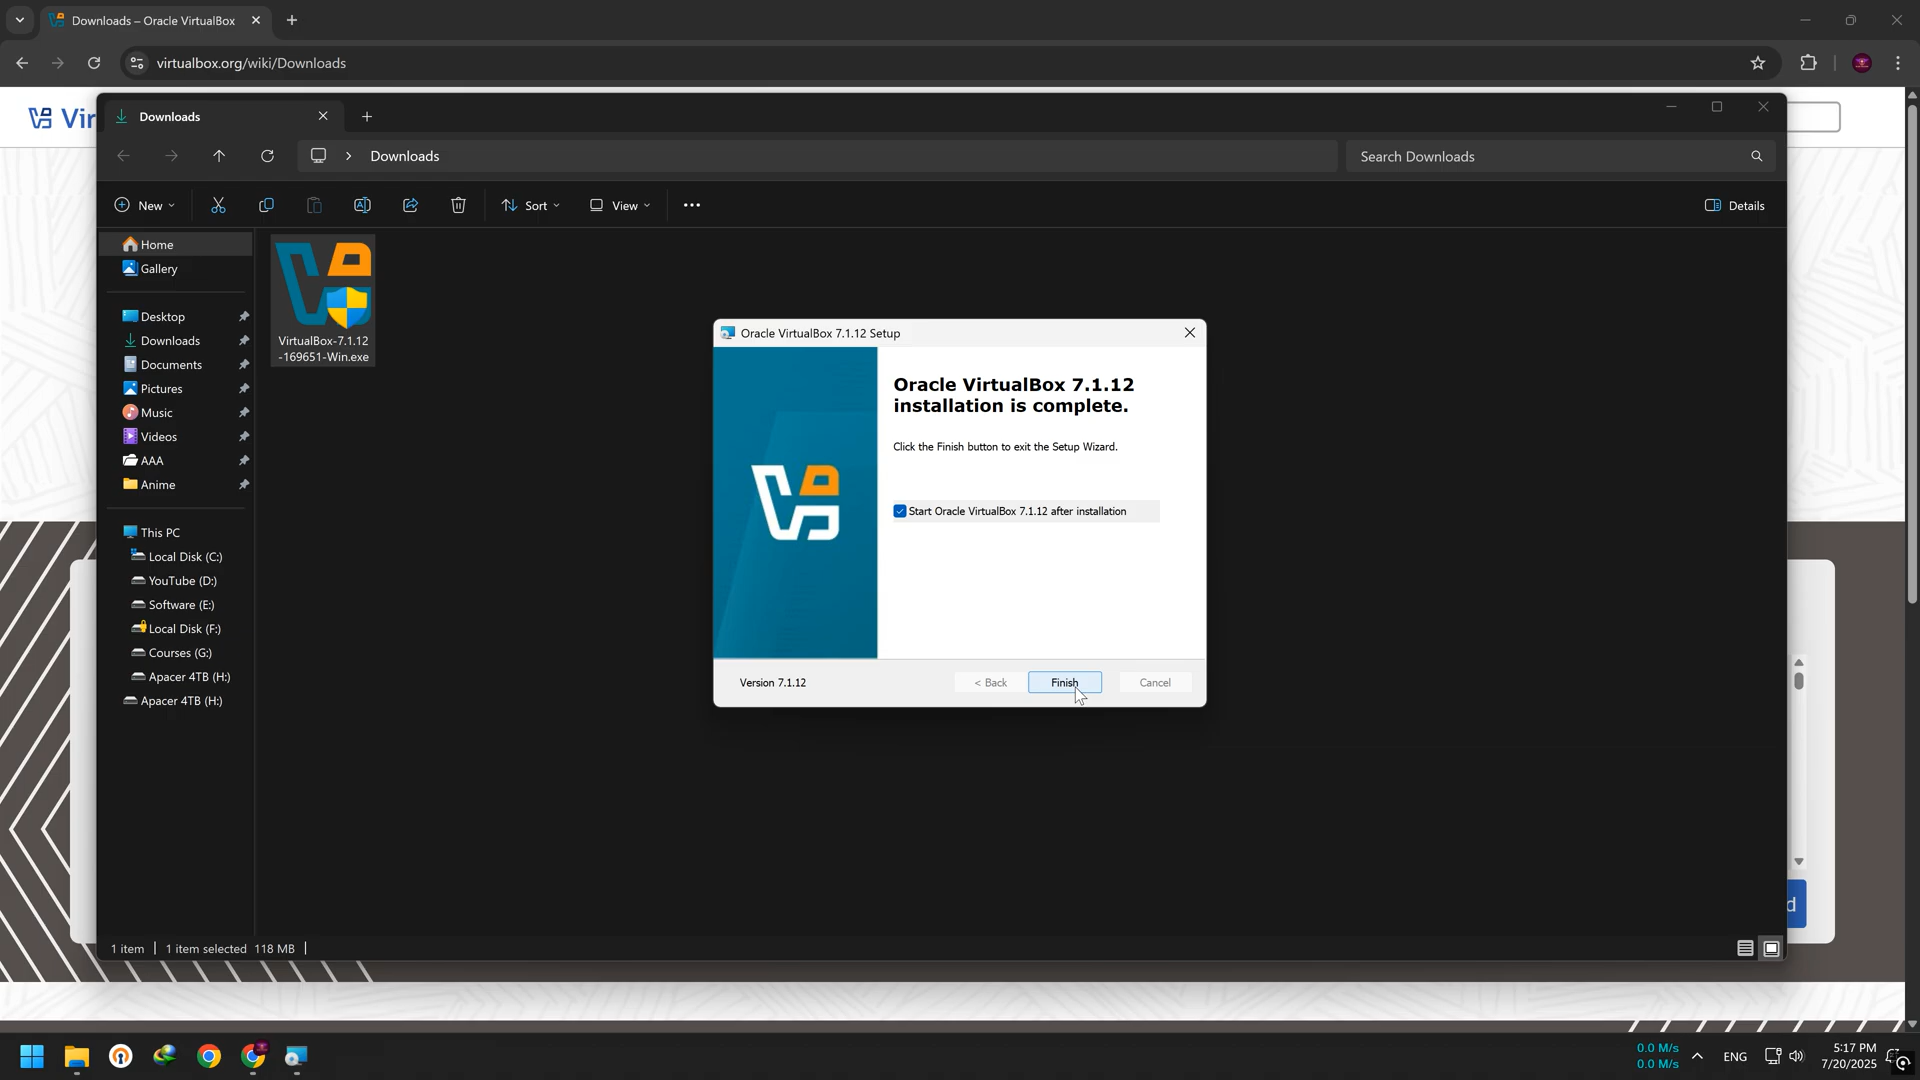 Downloads – Oracle VirtualBox
virtualbox.org/wiki/Downloads
Vir
Downloads
Downloads
Search Downloads
New
Sort
View
Details
Home
Gallery
Desktop
Downloads
Documents
Pictures
Music
Videos
AAA
Anime
This PC
Local Disk (C:)
YouTube (D:)
Software (E:)
Local Disk (F:)
Courses (G:)
Apacer 4TB (H:)
Apacer 4TB (H:)
VirtualBox-7.1.12
-169651-Win.exe
Oracle VirtualBox 7.1.12 Setup
Oracle VirtualBox 7.1.12
installation is complete.
Click the Finish button to exit the Setup Wizard.
Start Oracle VirtualBox 7.1.12 after installation
Version 7.1.12
< Back
Finish
Cancel
d
1 item
1 item selected 118 MB
0.0 M/s
0.0 M/s
ENG
5:17 PM
7/20/2025